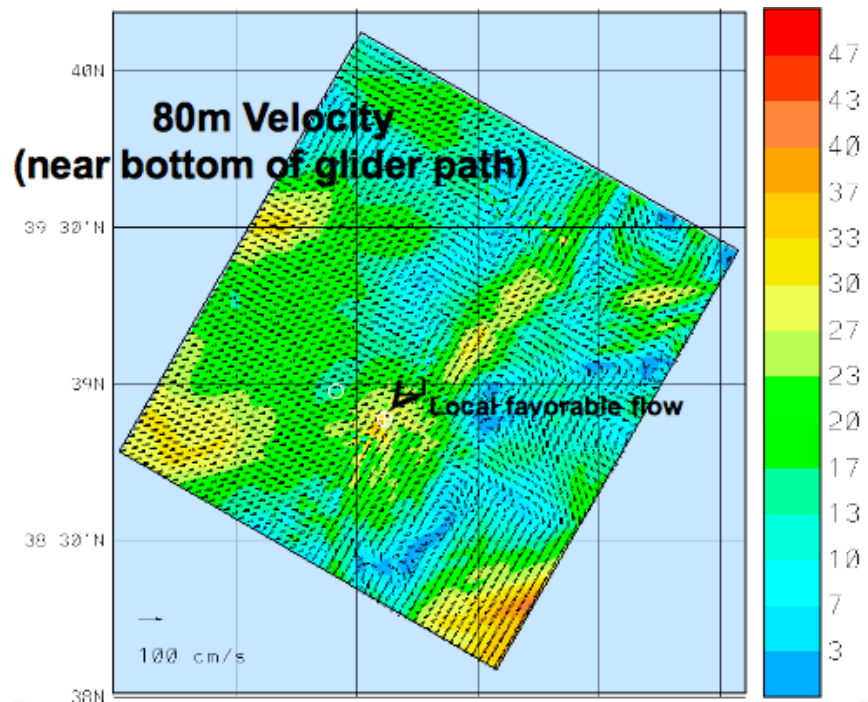 40N
80m Velocity
(near bottom of glider path)
39 30'N
39N
Local favorable flow
38 30'N
100 cm/s
38N
47
43
40
37
33
30
27
23
20
17
13
10
7
3